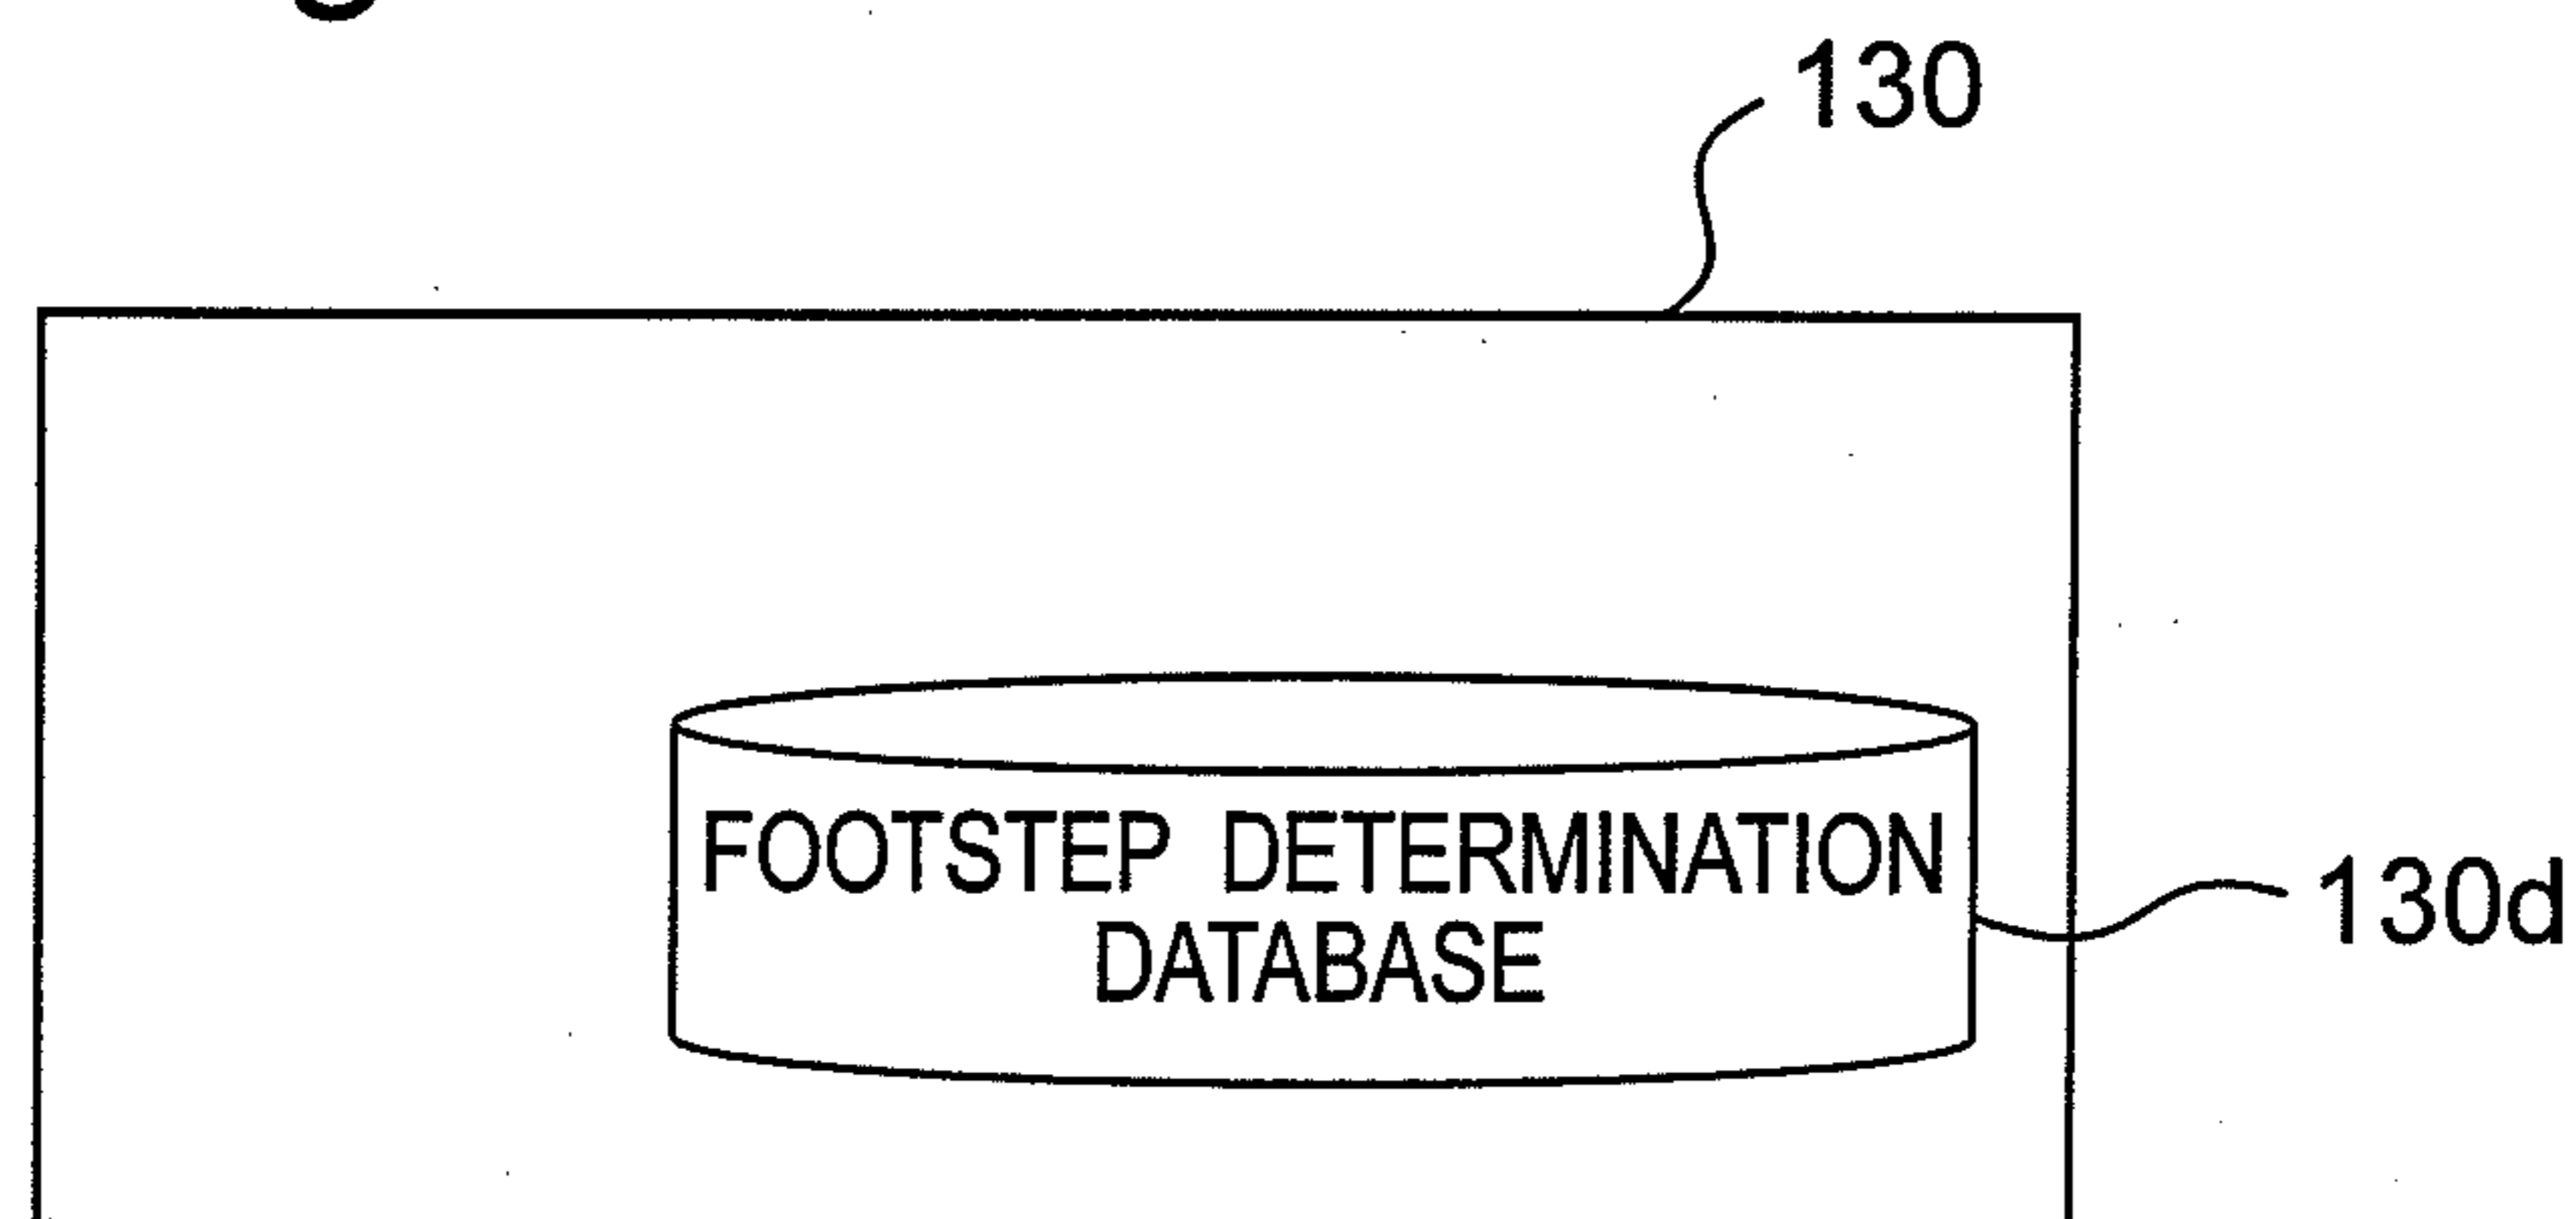 130
FOOTSTEP DETERMINATION
DATABASE
130d